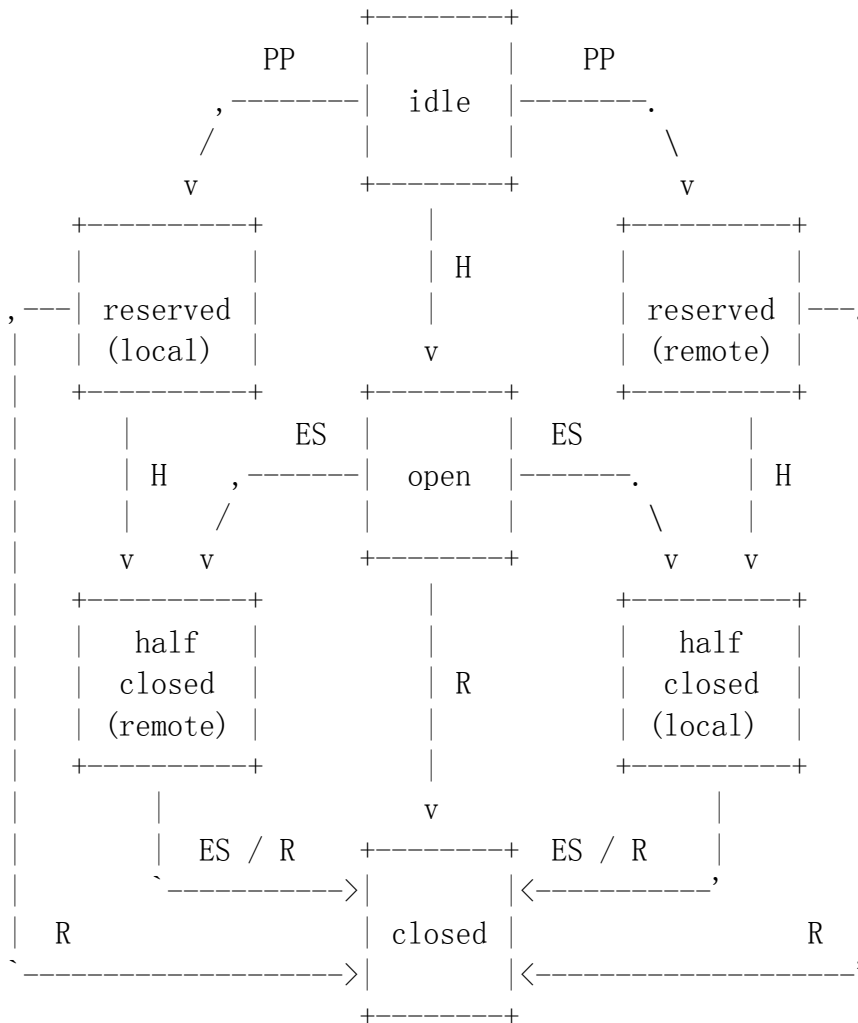 +--------+
                        PP      |        |      PP
                       ,--------|  idle  |--------.
                      /         |        |         \
                     v          +--------+          v
              +----------+          |           +----------+
              |          |          | H         |          |
          ,---| reserved |          |           | reserved |---.
          |   | (local)  |          v           | (remote) |   |
          |   +----------+      +--------+      +----------+   |
          |      |          ES  |        |  ES          |      |
          |      | H    ,-------|  open  |-------.      | H    |
          |      |     /        |        |        \     |      |
          |      v    v         +--------+         v    v      |
          |   +----------+          |           +----------+   |
          |   |   half   |          |           |   half   |   |
          |   |  closed  |          | R         |  closed  |   |
          |   | (remote) |          |           | (local)  |   |
          |   +----------+          |           +----------+   |
          |        |                v                 |        |
          |        |  ES / R    +--------+  ES / R    |        |
          |        `----------->|        |<-----------'        |
          |  R                  | closed |                  R  |
          `-------------------->|        |<--------------------'
                                +--------+